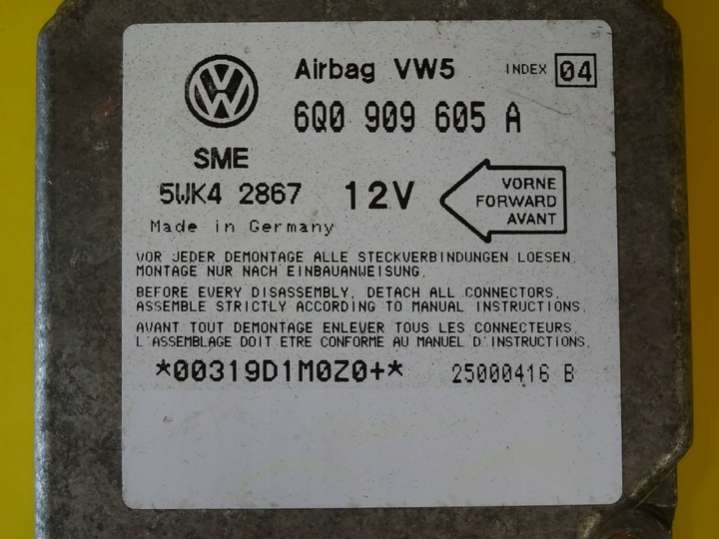 Airbag VW5 INDEX 04
6Q0 909 605 A
SME
5WK4 2867 12V
VORNE
FORWARD
AVANT
Made in Germany
VOR JEDER DEMONTAGE ALLE STECKVERBINDUNGEN LOESEN.
MONTAGE NUR NACH EINBAUANWEISUNG.
BEFORE EVERY DISASSEMBLY, DETACH ALL CONNECTORS.
ASSEMBLE STRICTLY ACCORDING TO MANUAL INSTRUCTIONS.
AVANT TOUT DEMONTAGE ENLEVER TOUS LES CONNECTEURS.
L'ASSEMBLAGE DOIT ETRE CONFORME AU MANUEL D'INSTRUCTIONS.
*00319D1M0Z0+* 25000416 B